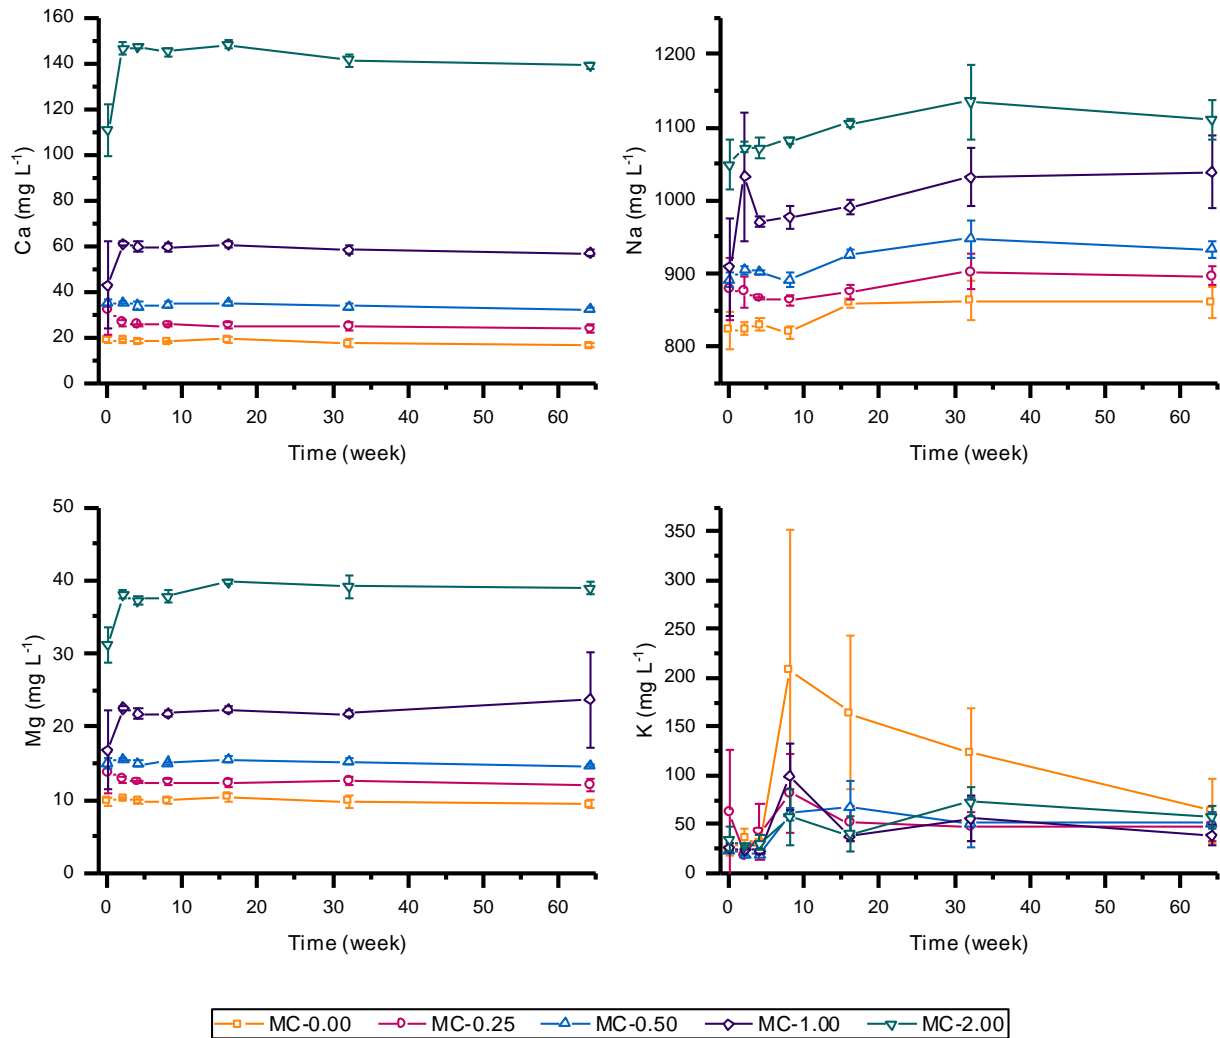 160
140
120
100
80
60
40
20
0
Ca (mg L⁻¹)
0 10 20 30 40 50 60
Time (week)
1200
1100
1000
900
800
Na (mg L⁻¹)
0 10 20 30 40 50 60
Time (week)
50
40
30
20
10
0
Mg (mg L⁻¹)
0 10 20 30 40 50 60
Time (week)
350
300
250
200
150
100
50
0
K (mg L⁻¹)
0 10 20 30 40 50 60
Time (week)
MC-0.00 MC-0.25 MC-0.50 MC-1.00 MC-2.00